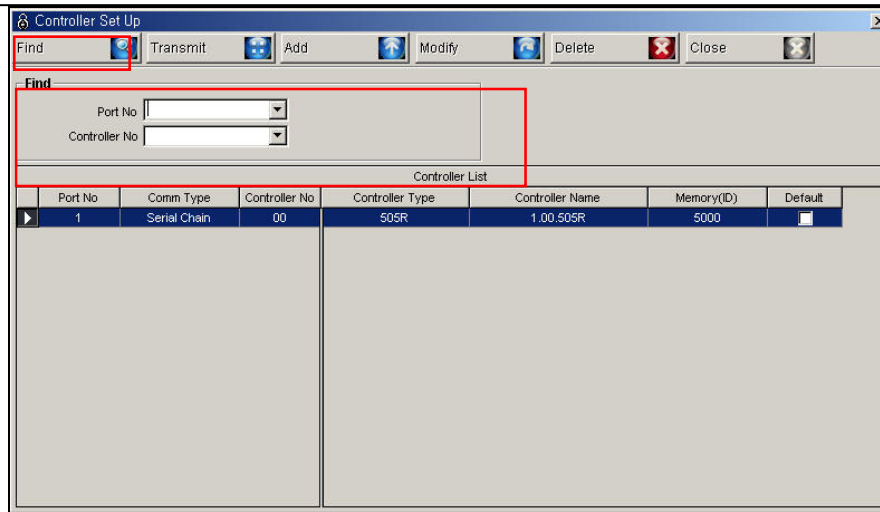 Controller Set Up
Find Transmit Add Modify Delete Close
Find
Port No
Controller No
Controller List
Port No Comm Type Controller No Controller Type Controller Name Memory(ID) Default
1 Serial Chain 00 505R 1.00.505R 5000